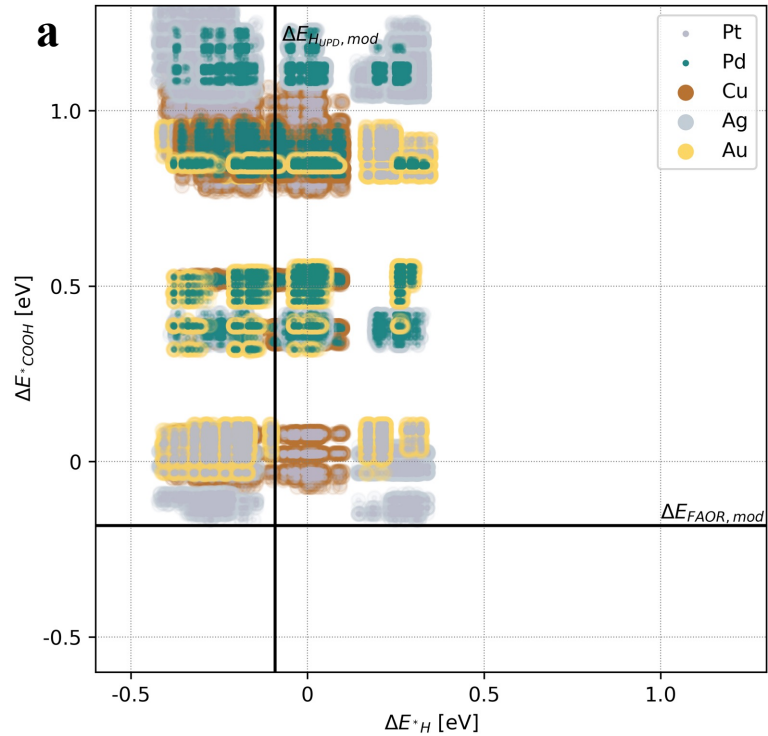 a
ΔE_{H_{UPD}, mod}
Pt
Pd
Cu
Ag
Au
1.0
0.5
0
-0.5
ΔE_{*COOH} [eV]
ΔE_{FAOR, mod}
-0.5
0
0.5
1.0
ΔE_{*H} [eV]